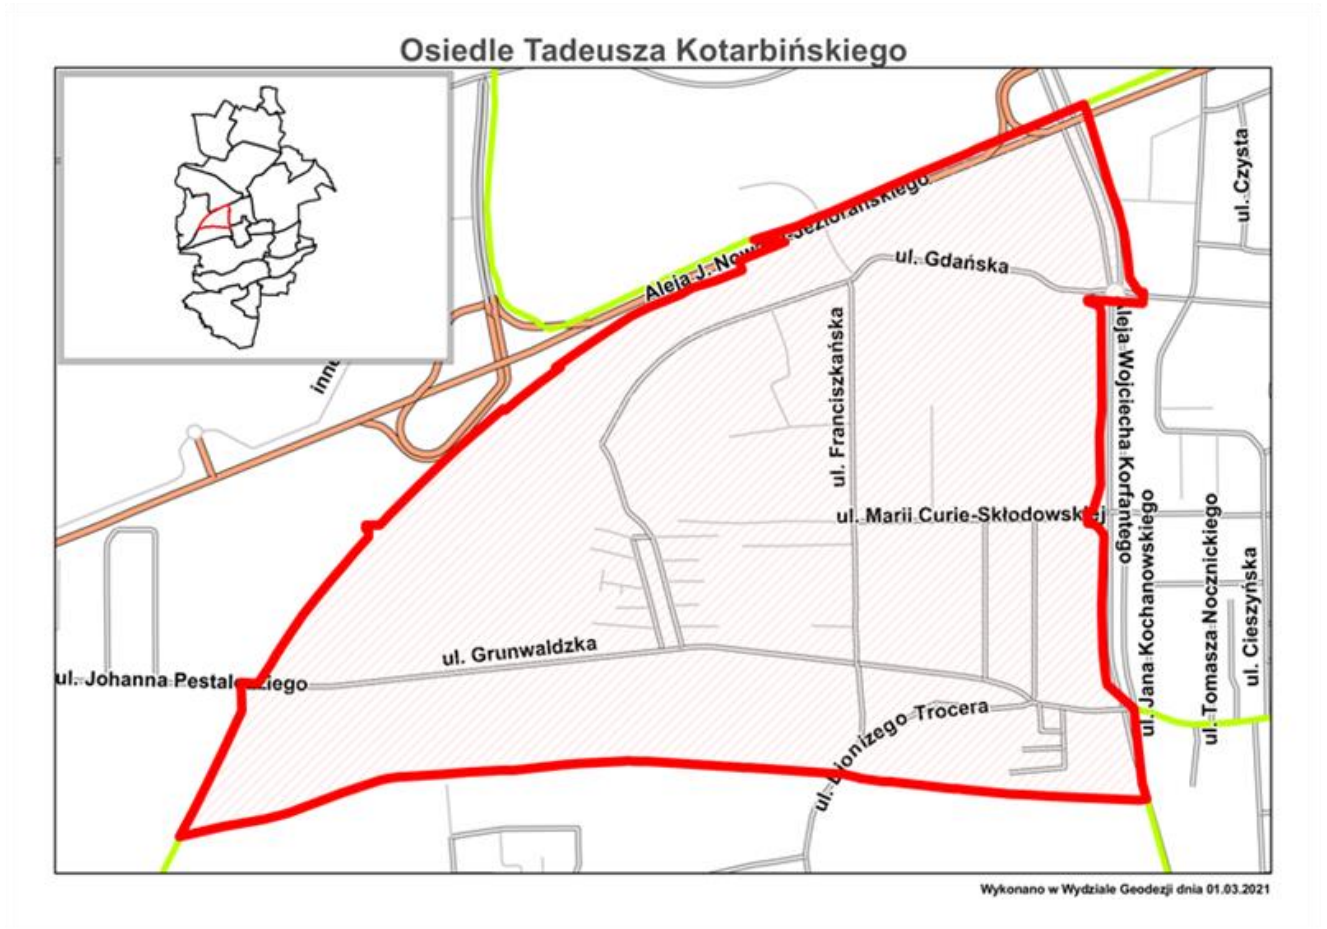 Osiedle Tadeusza Kotarbińskiego
ul. Czysta
Aleja J. Now -Jeziorańskiego
ul. Gdańska
ul. Franciszkańska
Aleja Wojciecha Korfantego
ul. Marii Curie-Skłodowskiej
ul. Jana Kochanowskiego
ul. Tomasza Nocznickiego
ul. Cieszyńska
ul. Grunwaldzka
ul. Johanna Pestalozziego
ul. Dionizego Trocera
Wykonano w Wydziale Geodezji dnia 01.03.2021